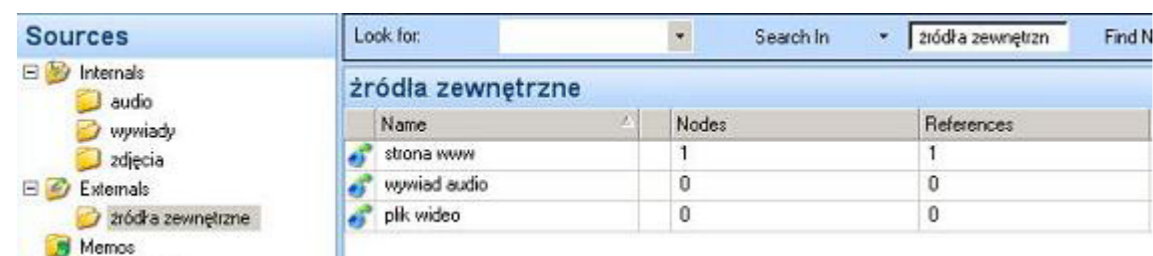 Sources
Internals
audio
wywiady
zdjęcia
Externals
źródła zewnętrzne
Memos
Look for: Search In źródła zewnętrzn Find N
źródła zewnętrzne
Name Nodes References
strona www 1 1
wywiad audio 0 0
plik wideo 0 0